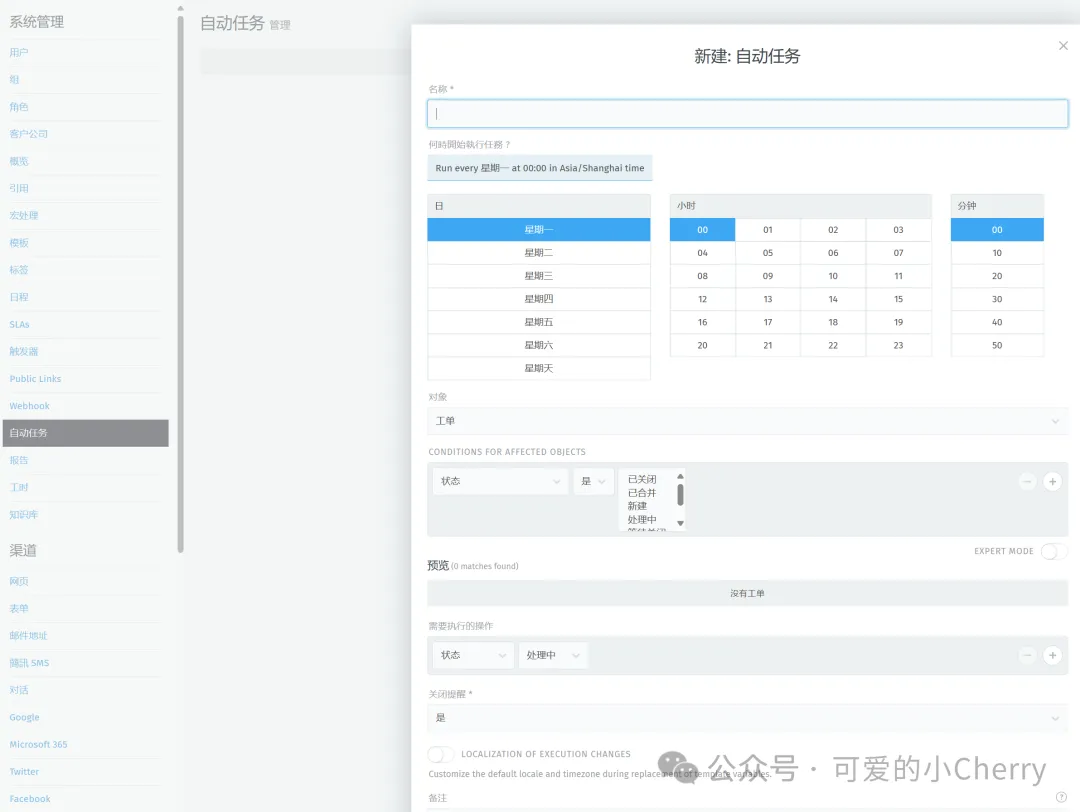 系统管理
用户
组
角色
客户公司
概览
引用
宏处理
模板
标签
日程
SLAs
触发器
Public Links
Webhook
自动任务
报告
工时
知识库
渠道
网页
表单
邮件地址
簡訊 SMS
对话
Google
Microsoft 365
Twitter
Facebook
自动任务 管理
新建: 自动任务
名称 *
何時開始執行任務？
Run every 星期一 at 00:00 in Asia/Shanghai time
日
星期一
星期二
星期三
星期四
星期五
星期六
星期天
小时
00 01 02 03
04 05 06 07
08 09 10 11
12 13 14 15
16 17 18 19
20 21 22 23
分钟
00
10
20
30
40
50
对象
工单
CONDITIONS FOR AFFECTED OBJECTS
状态 是
已关闭
已合并
新建
处理中
等待关闭
EXPERT MODE
预览 (0 matches found)
没有工单
需要执行的操作
状态 处理中
关闭提醒 *
是
LOCALIZATION OF EXECUTION CHANGES
Customize the default locale and timezone during replacement of template variables.
备注
公众号 · 可爱的小Cherry